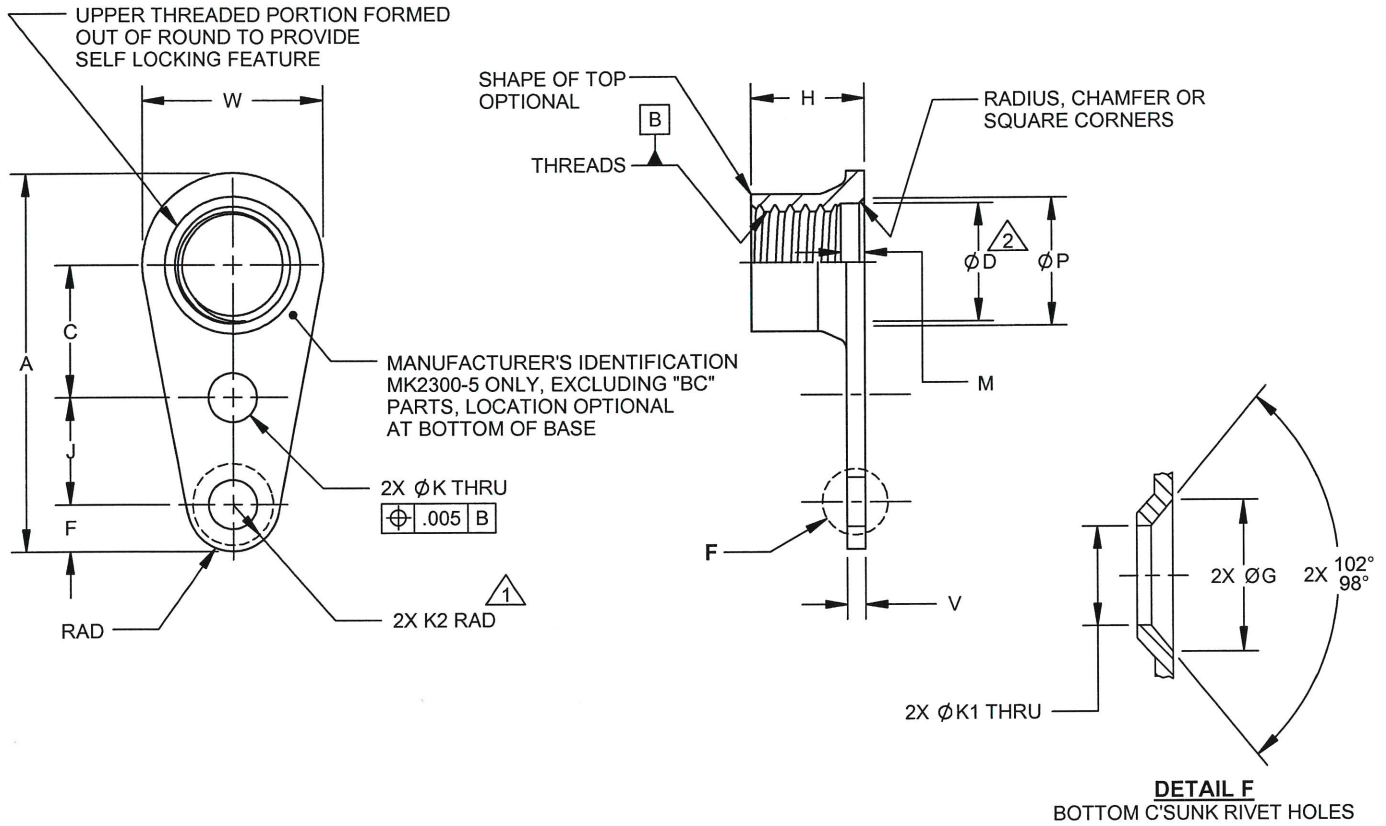 UPPER THREADED PORTION FORMED
OUT OF ROUND TO PROVIDE
SELF LOCKING FEATURE
W
A
C
J
F
MANUFACTURER'S IDENTIFICATION
MK2300-5 ONLY, EXCLUDING "BC"
PARTS, LOCATION OPTIONAL
AT BOTTOM OF BASE
2X ØK THRU
⌖ .005 B
1
2X K2 RAD
RAD
SHAPE OF TOP
OPTIONAL
H
B
THREADS
RADIUS, CHAMFER OR
SQUARE CORNERS
2
ØD
ØP
M
F
V
2X ØG
2X 102°
98°
2X ØK1 THRU
DETAIL F
BOTTOM C'SUNK RIVET HOLES